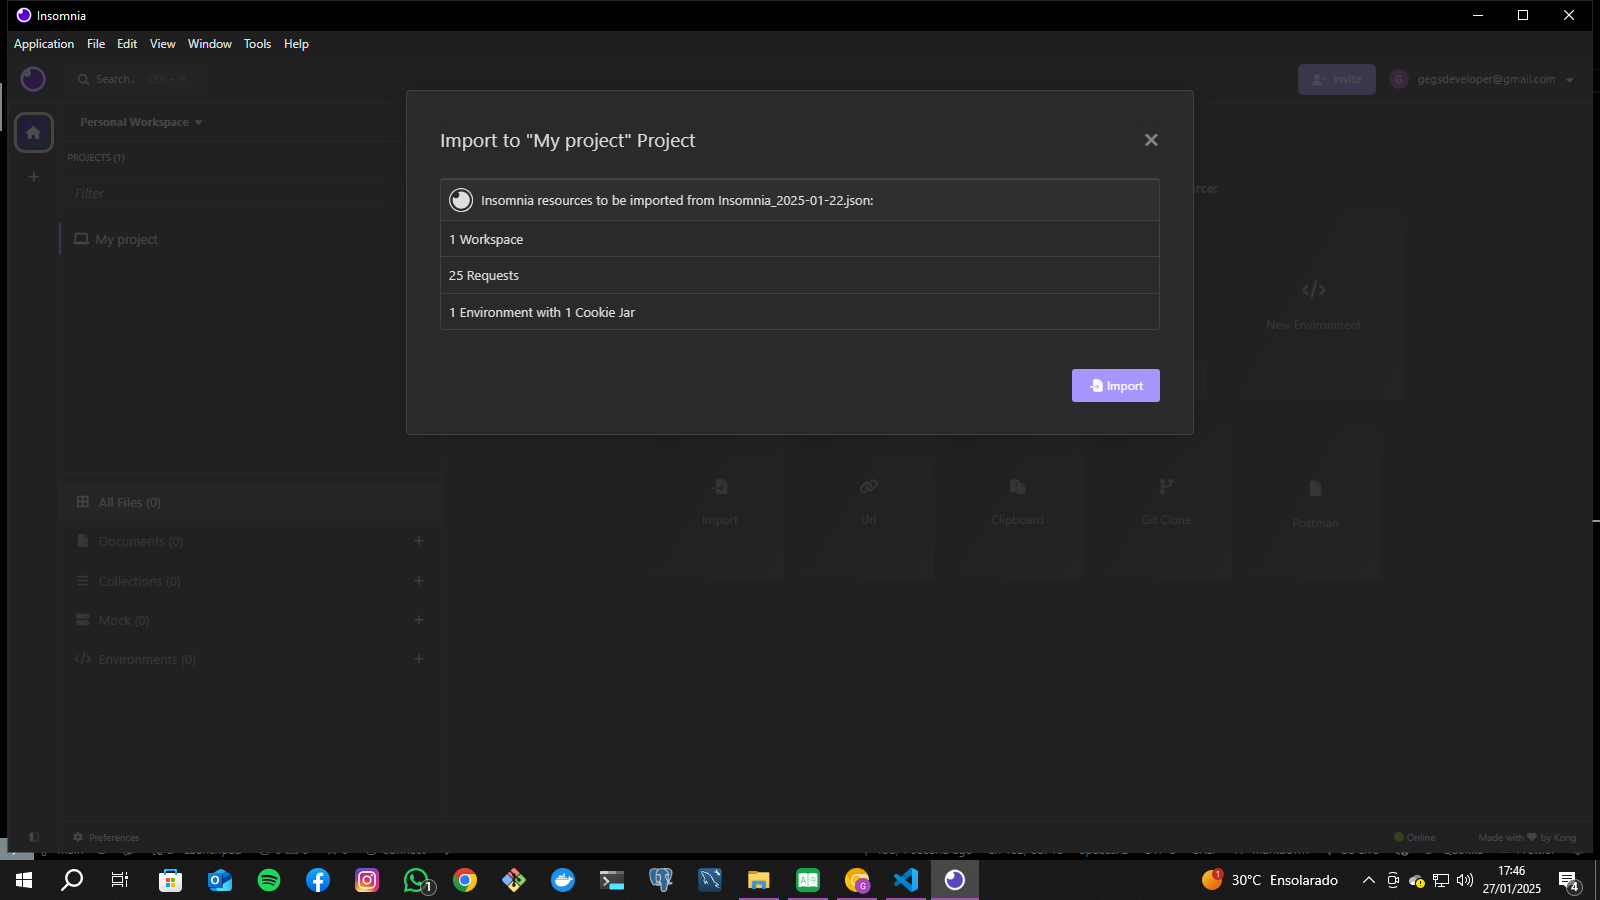 Insomnia
Application File Edit View Window Tools Help
Search.. Ctrl + P
Invite
G gegsdeveloper@gmail.com
Personal Workspace
PROJECTS (1)
Filter
My project
Import to "My project" Project
Insomnia resources to be imported from Insomnia_2025-01-22.json:
1 Workspace
25 Requests
1 Environment with 1 Cookie Jar
Import
rce:
New Environment
Import
Url
Clipboard
Git Clone
Postman
All Files (0)
Documents (0)
Collections (0)
Mock (0)
Environments (0)
Preferences
Online
Made with by Kong
1
G
1
30°C Ensolarado
17:46
27/01/2025
4